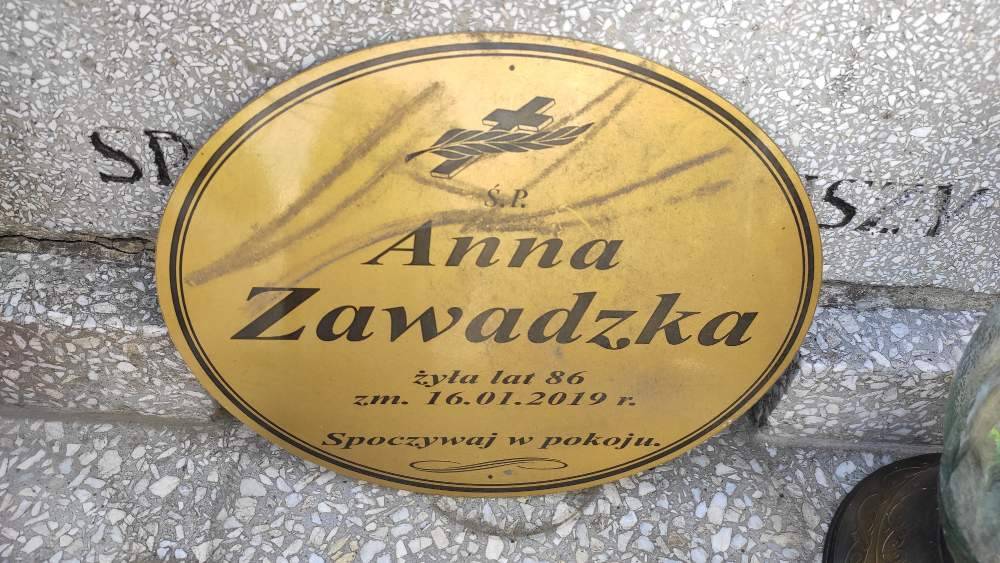 Ś.P.
Anna
Zawadzka
żyła lat 86
zm. 16.01.2019 r.
Spoczywaj w pokoju.